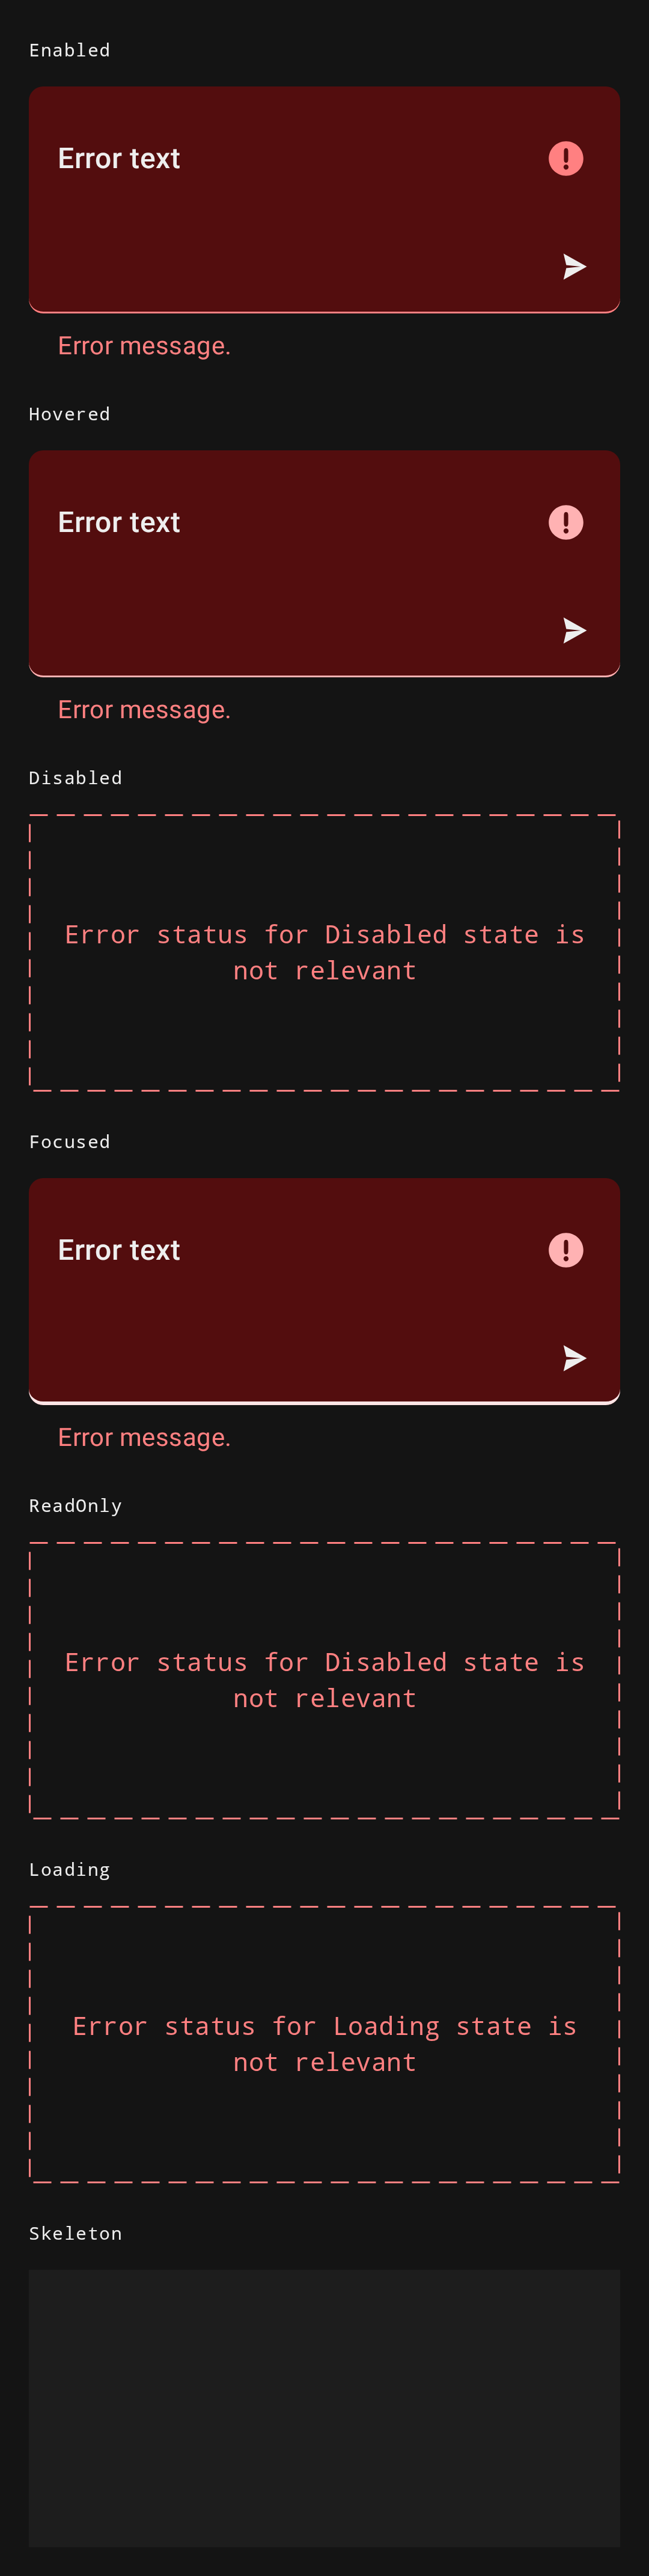 Enabled
Error text
Error message.
Hovered
Error text
Error message.
Disabled
Error status for Disabled state is
not relevant
Focused
Error text
Error message.
ReadOnly
Error status for Disabled state is
not relevant
Loading
Error status for Loading state is
not relevant
Skeleton